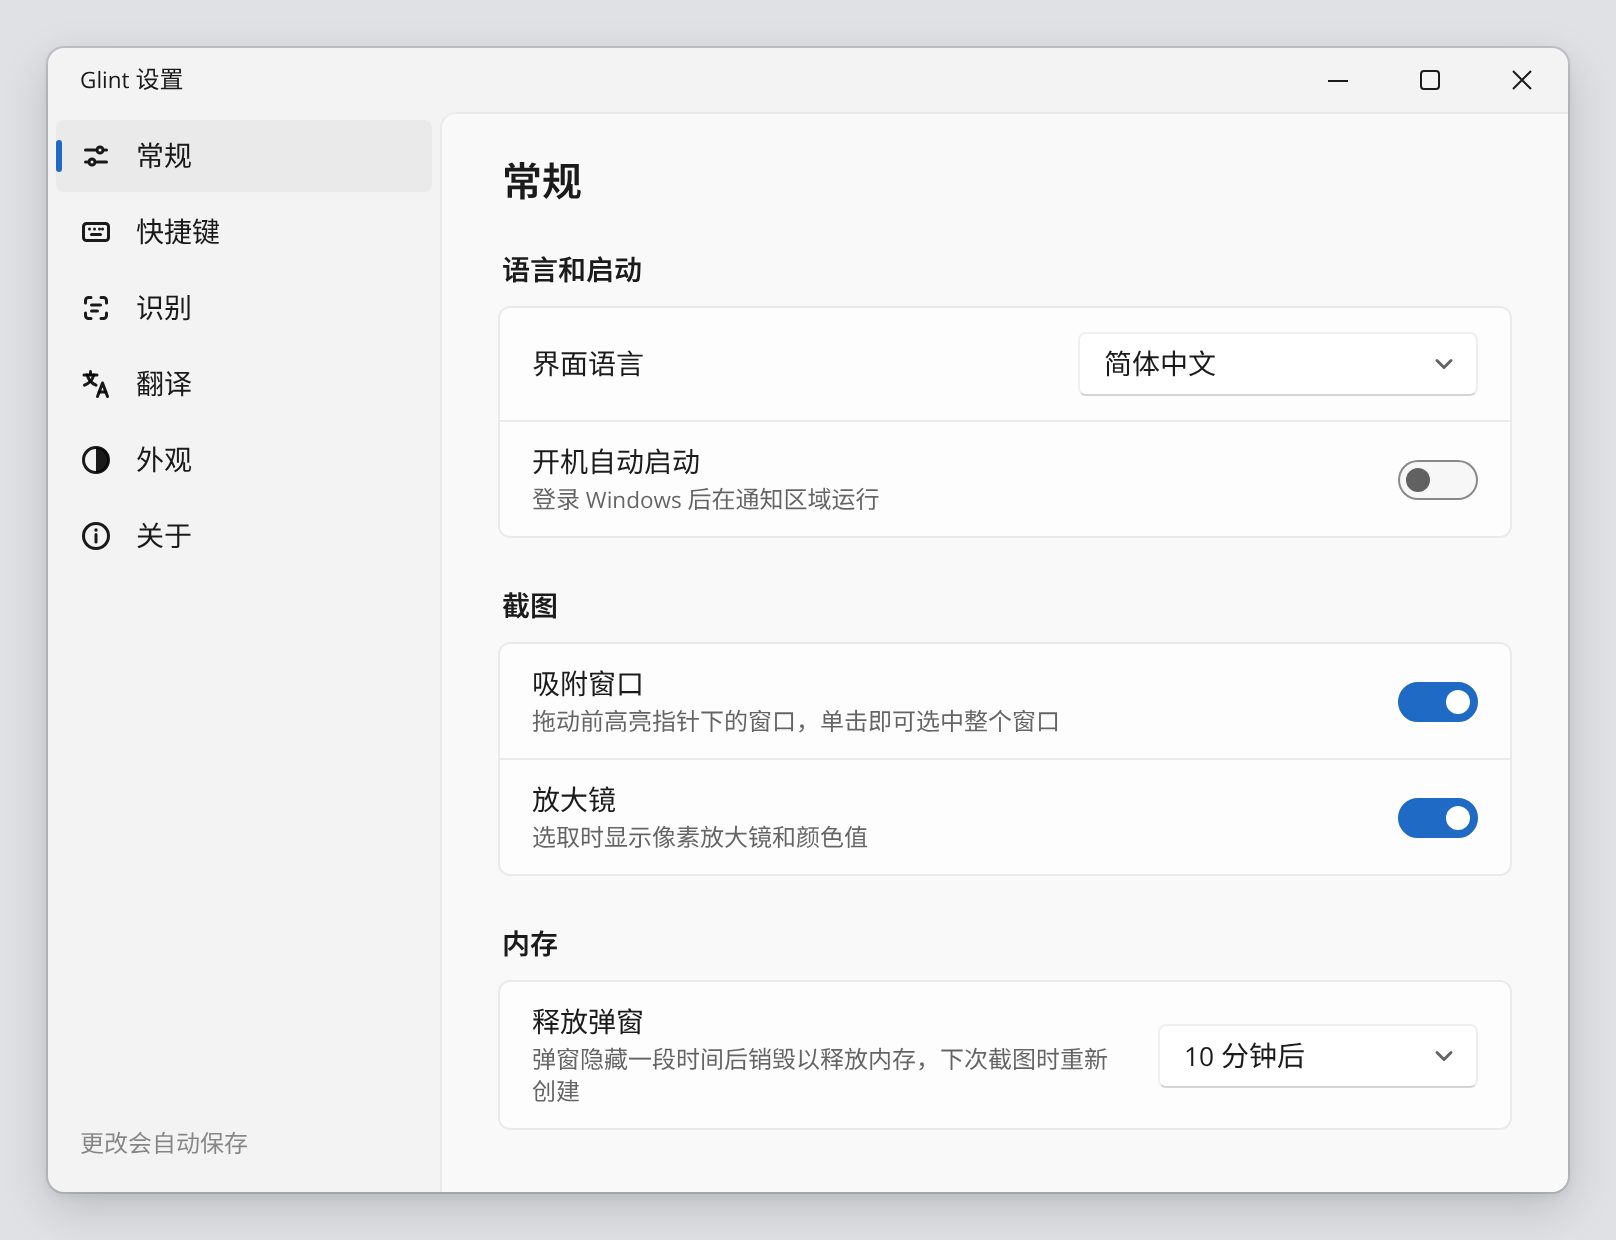 Glint 设置
常规
快捷键
识别
翻译
外观
关于
更改会自动保存
常规
语言和启动
界面语言
简体中文
开机自动启动
登录 Windows 后在通知区域运行
截图
吸附窗口
拖动前高亮指针下的窗口，单击即可选中整个窗口
放大镜
选取时显示像素放大镜和颜色值
内存
释放弹窗
弹窗隐藏一段时间后销毁以释放内存，下次截图时重新
创建
10 分钟后